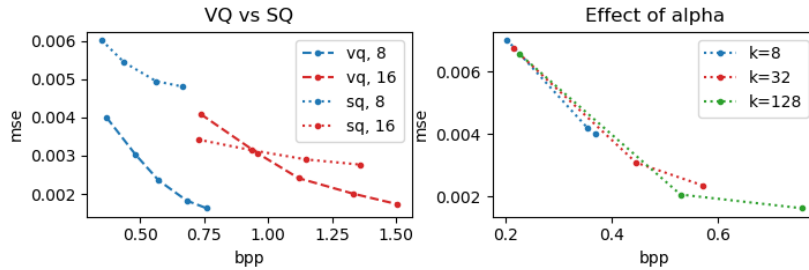 VQ vs SQ
0.006
0.005
0.004
0.003
0.002
mse
vq, 8
vq, 16
sq, 8
sq, 16
0.50
0.75
1.00
1.25
1.50
bpp
Effect of alpha
0.006
0.004
0.002
mse
k=8
k=32
k=128
0.2
0.4
0.6
bpp